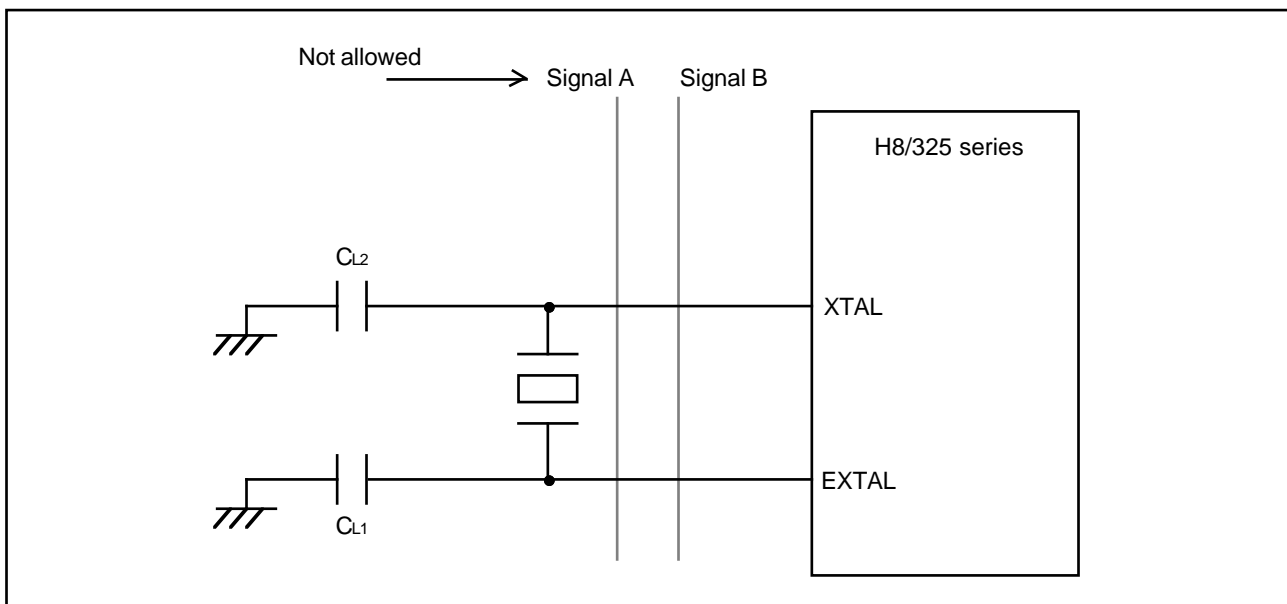 Not allowed
Signal A
Signal B
H8/325 series
CL2
XTAL
EXTAL
CL1